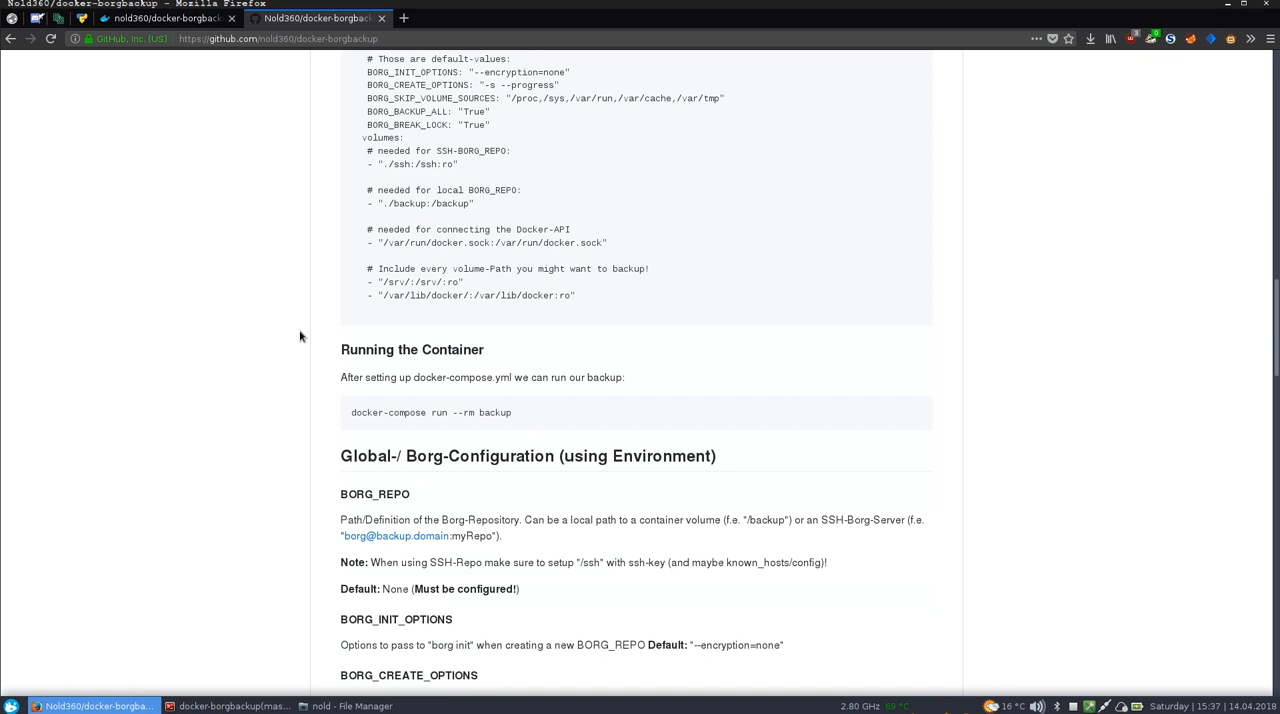 Nold360/docker-borgbackup - Mozilla Firefox
nold360/docker-borgback
Nold360/docker-borgback
GitHub, Inc. (US)
https://github.com/nold360/docker-borgbackup
3
0
# Those are default-values:
BORG_INIT_OPTIONS: "--encryption=none"
BORG_CREATE_OPTIONS: "-s --progress"
BORG_SKIP_VOLUME_SOURCES: "/proc,/sys,/var/run,/var/cache,/var/tmp"
BORG_BACKUP_ALL: "True"
BORG_BREAK_LOCK: "True"
volumes:
# needed for SSH-BORG_REPO:
- "./ssh:/ssh:ro"
# needed for local BORG_REPO:
- "./backup:/backup"
# needed for connecting the Docker-API
- "/var/run/docker.sock:/var/run/docker.sock"
# Include every volume-Path you might want to backup!
- "/srv/:/srv/:ro"
- "/var/lib/docker/:/var/lib/docker:ro"
Running the Container
After setting up docker-compose.yml we can run our backup:
docker-compose run --rm backup
Global-/ Borg-Configuration (using Environment)
BORG_REPO
Path/Definition of the Borg-Repository. Can be a local path to a container volume (f.e. "/backup") or an SSH-Borg-Server (f.e.
"borg@backup.domain:myRepo").
Note: When using SSH-Repo make sure to setup "/ssh" with ssh-key (and maybe known_hosts/config)!
Default: None (Must be configured!)
BORG_INIT_OPTIONS
Options to pass to "borg init" when creating a new BORG_REPO Default: "--encryption=none"
BORG_CREATE_OPTIONS
Nold360/docker-borgba...
docker-borgbackup(mas...
nold - File Manager
2.80 GHz 69 °C
16 °C
Saturday | 15:37 | 14.04.2018